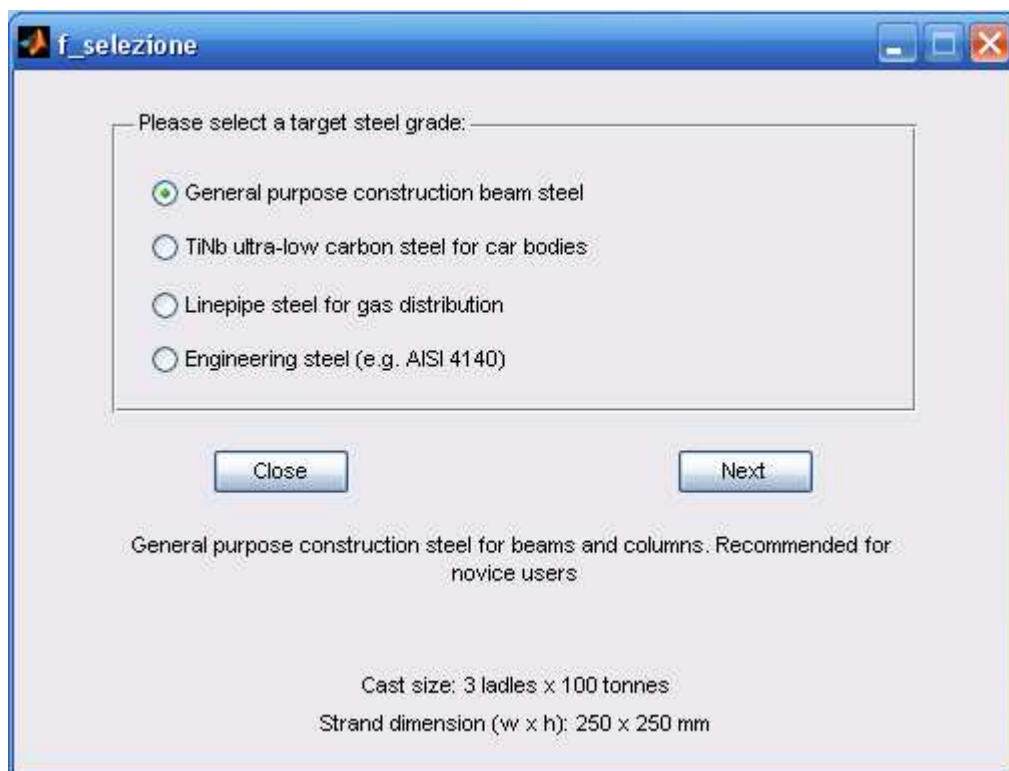 f_selezione
Please select a target steel grade:
General purpose construction beam steel
TiNb ultra-low carbon steel for car bodies
Linepipe steel for gas distribution
Engineering steel (e.g. AISI 4140)
Close
Next
General purpose construction steel for beams and columns. Recommended for
novice users
Cast size: 3 ladles x 100 tonnes
Strand dimension (w x h): 250 x 250 mm